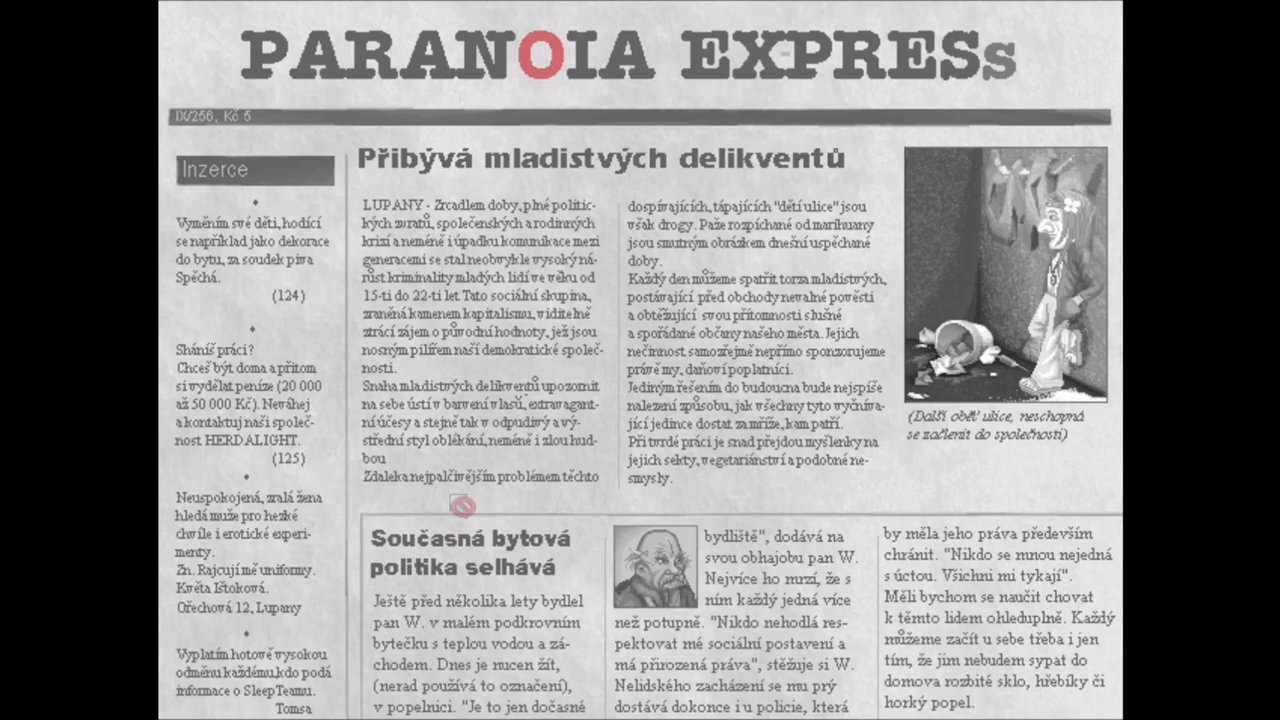 PARANOIA EXPRESs
IX/256, Kč 5
Inzerce
Vyměním své děti, hodící
se například jako dekorace
do bytu, za soudek piva
Spěchá.
(124)
Sháníš práci?
Chceš být doma a přitom
si vydělat peníze (20 000
až 50 000 Kč). Neváhej
a kontaktuj naši společ-
nost HERDALIGHT.
(125)
Neuspokojená, zralá žena
hledá muže pro hezké
chvíle i erotické experi-
menty.
Zn. Rajcují mě uniformy.
Květa Ištoková.
Ořechová 12, Lupany
Vyplatím hotově vysokou
odměnu každému,kdo podá
informace o SleepTeamu.
Tomsa
Přibývá mladistvých delikventů
LUPANY - Zrcadlem doby, plné politic-
kých zvratů, společenských a rodinných
krizí a neméně i úpadku komunikace mezi
generacemi se stal neobvykle vysoký ná-
růst kriminality mladých lidí ve věku od
15-ti do 22-ti let Tato sociální skupina,
zraněná kamenem kapitalismu, viditelně
ztrácí zájem o původní hodnoty, jež jsou
nosným pilířem naší demokratické společ-
nosti.
Snaha mladistvých delikventů upozornit
na sebe ústí v barvení vlasů, extravagant-
ní účesy a stejně tak v odpudivý a vý-
střední styl oblékání, neméně i zlou hud-
bou
Zdaleka nejpalčivějším problémem těchto
dospívajících, tápajících "dětí ulice" jsou
však drogy. Paže rozpíchané od marihuany
jsou smutným obrázkem dnešní uspěchané
doby.
Každý den můžeme spatřit torza mladistvých,
postávající před obchody nevalné pověsti
a obtěžující svou přítomností slušné
a spořádané občany našeho města. Jejich
nečinnost samozřejmě nepřímo sponzorujeme
právě my, daňoví poplatníci.
Jediným řešením do budoucna bude nejspíše
nalezení způsobu, jak všechny tyto vyčníva-
jící jedince dostat za mříže, kam patří.
Při tvrdé práci je snad přejdou myšlenky na
jejich sekty, vegetariánství a podobné ne-
smysly.
(Další oběť ulice, neschopná
se začlenit do společnosti)
Současná bytová
politika selhává
Ještě před několika lety bydlel
pan W. v malém podkrovním
bytečku s teplou vodou a zá-
chodem. Dnes je nucen žít,
(nerad používá to označení),
v popelnici. "Je to jen dočasné
bydliště", dodává na
svou obhajobu pan W.
Nejvíce ho mrzí, že s
ním každý jedná více
než potupně. "Nikdo nehodlá res-
pektovat mé sociální postavení a
má přirozená práva", stěžuje si W.
Nelidského zacházení se mu prý
dostává dokonce i u policie, která
by měla jeho práva především
chránit. "Nikdo se mnou nejedná
s úctou. Všichni mi tykají".
Měli bychom se naučit chovat
k těmto lidem ohleduplně. Každý
můžeme začít u sebe třeba i jen
tím, že jim nebudem sypat do
domova rozbité sklo, hřebíky či
horký popel.